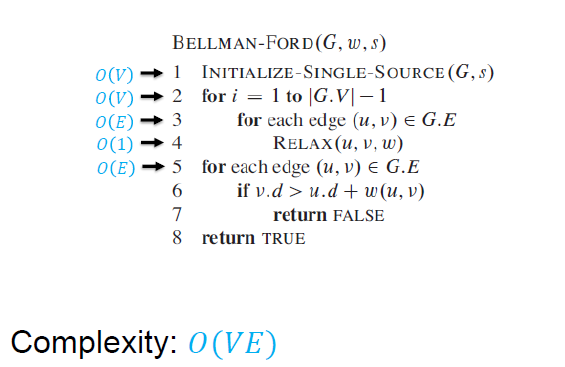 BELLMAN-FORD(G, w, s)
O(V) → 1 INITIALIZE-SINGLE-SOURCE(G, s)
O(V) → 2 for i = 1 to |G.V| − 1
O(E) → 3 for each edge (u, v) ∈ G.E
O(1) → 4 RELAX(u, v, w)
O(E) → 5 for each edge (u, v) ∈ G.E
6 if v.d > u.d + w(u, v)
7 return FALSE
8 return TRUE
Complexity: O(VE)